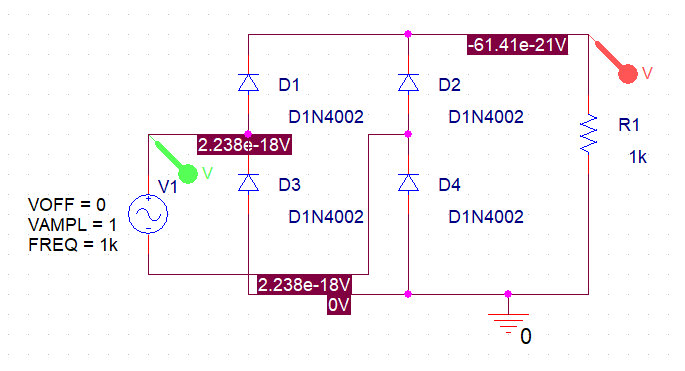 -61.41e-21V
V
D1
D2
D1N4002
D1N4002
R1
1k
2.238e-18V
V
V1
D3
D4
VOFF = 0
VAMPL = 1
FREQ = 1k
D1N4002
D1N4002
2.238e-18V
0V
0